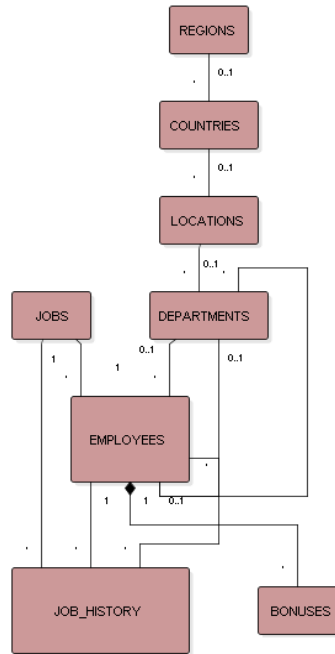 REGIONS
0..1
*
COUNTRIES
0..1
*
LOCATIONS
0..1
*
*
JOBS
DEPARTMENTS
1
0..1
0..1
1
*
*
EMPLOYEES
*
1
1
0..1
*
*
*
*
JOB_HISTORY
BONUSES